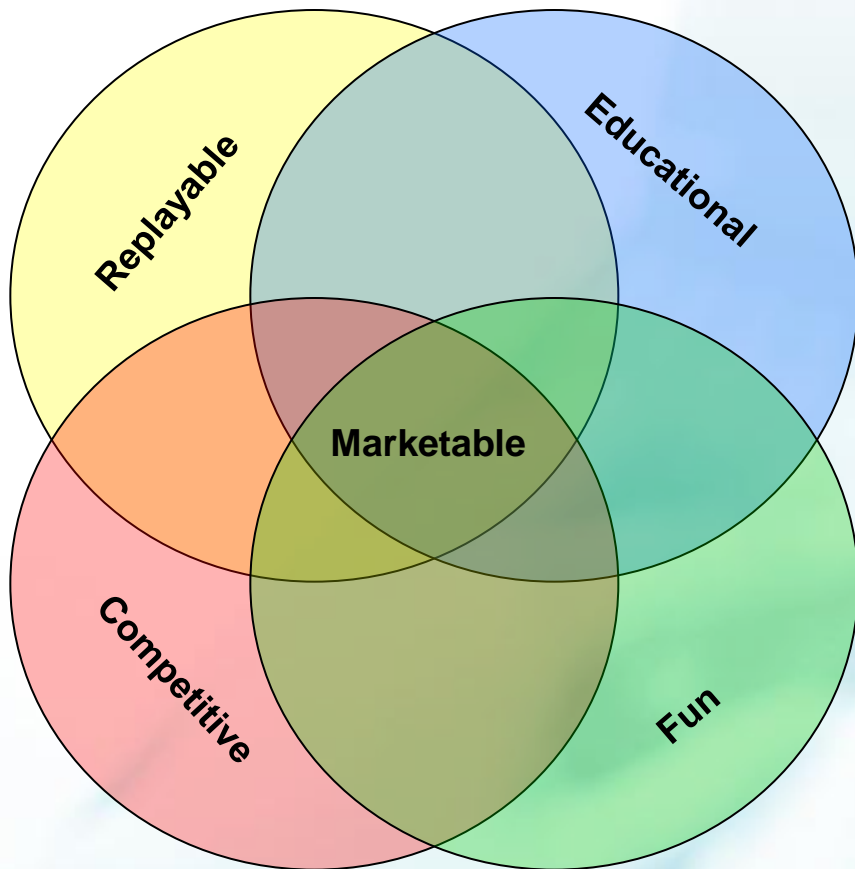 Replayable
Educational
Marketable
Competitive
Fun